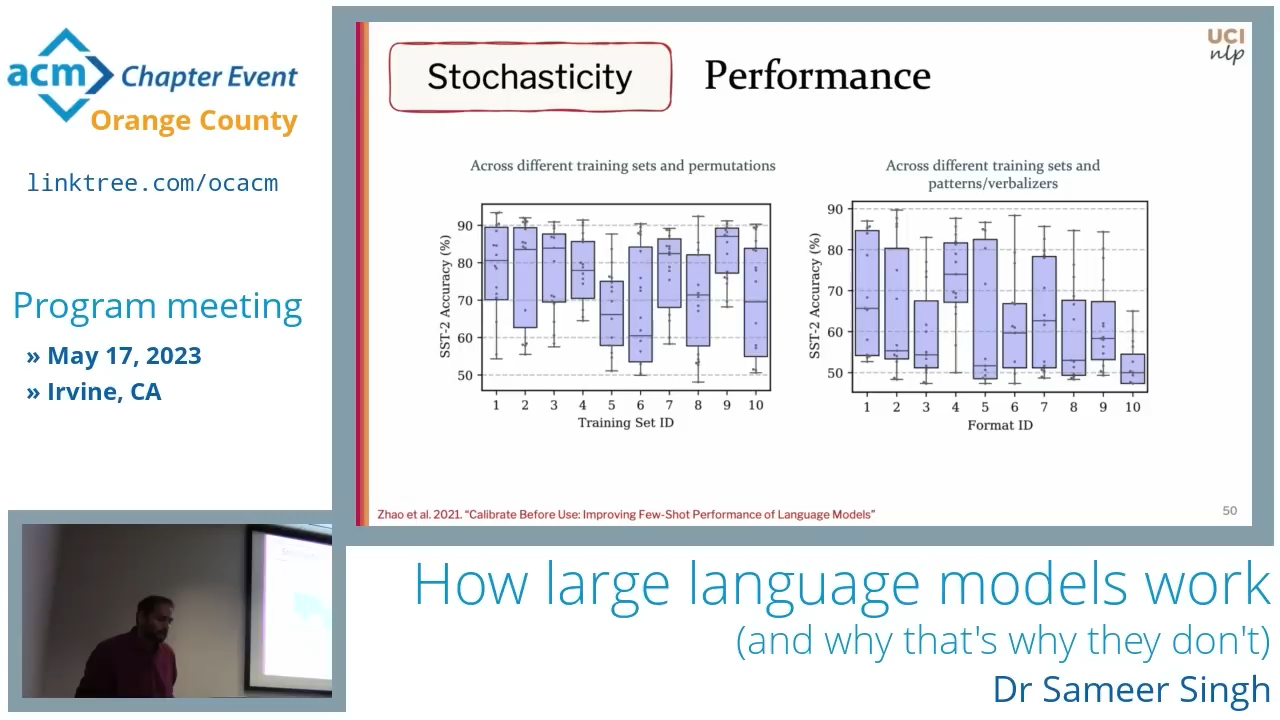 acm Chapter Event
Orange County
linktree.com/ocacm
Program meeting
» May 17, 2023
» Irvine, CA
Stochasticity
Performance
UCI
nlp
Across different training sets and permutations
SST-2 Accuracy (%)
90
80
70
60
50
1 2 3 4 5 6 7 8 9 10
Training Set ID
Across different training sets and
patterns/verbalizers
SST-2 Accuracy (%)
90
80
70
60
50
1 2 3 4 5 6 7 8 9 10
Format ID
Zhao et al. 2021. “Calibrate Before Use: Improving Few-Shot Performance of Language Models”
50
How large language models work
(and why that's why they don't)
Dr Sameer Singh